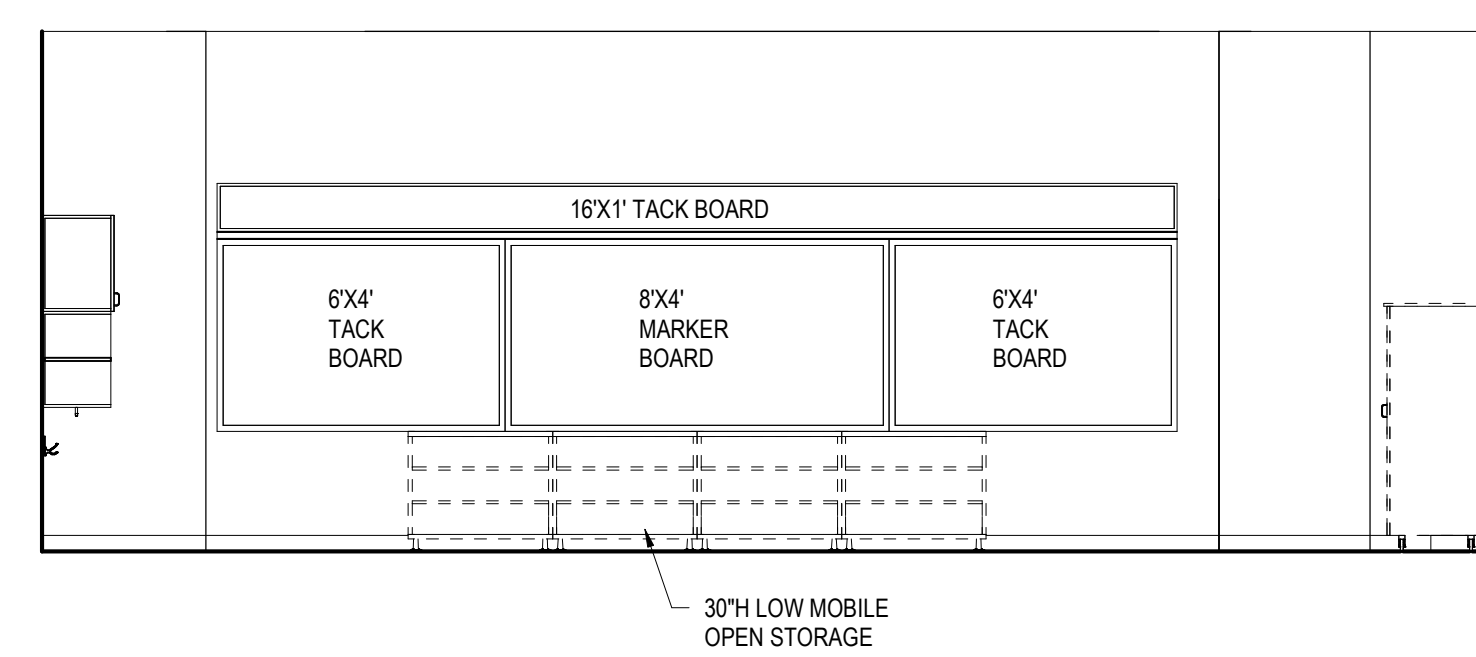 16'X1' TACK BOARD
6'X4'
TACK
BOARD
8'X4'
MARKER
BOARD
6'X4'
TACK
BOARD
30"H LOW MOBILE
OPEN STORAGE